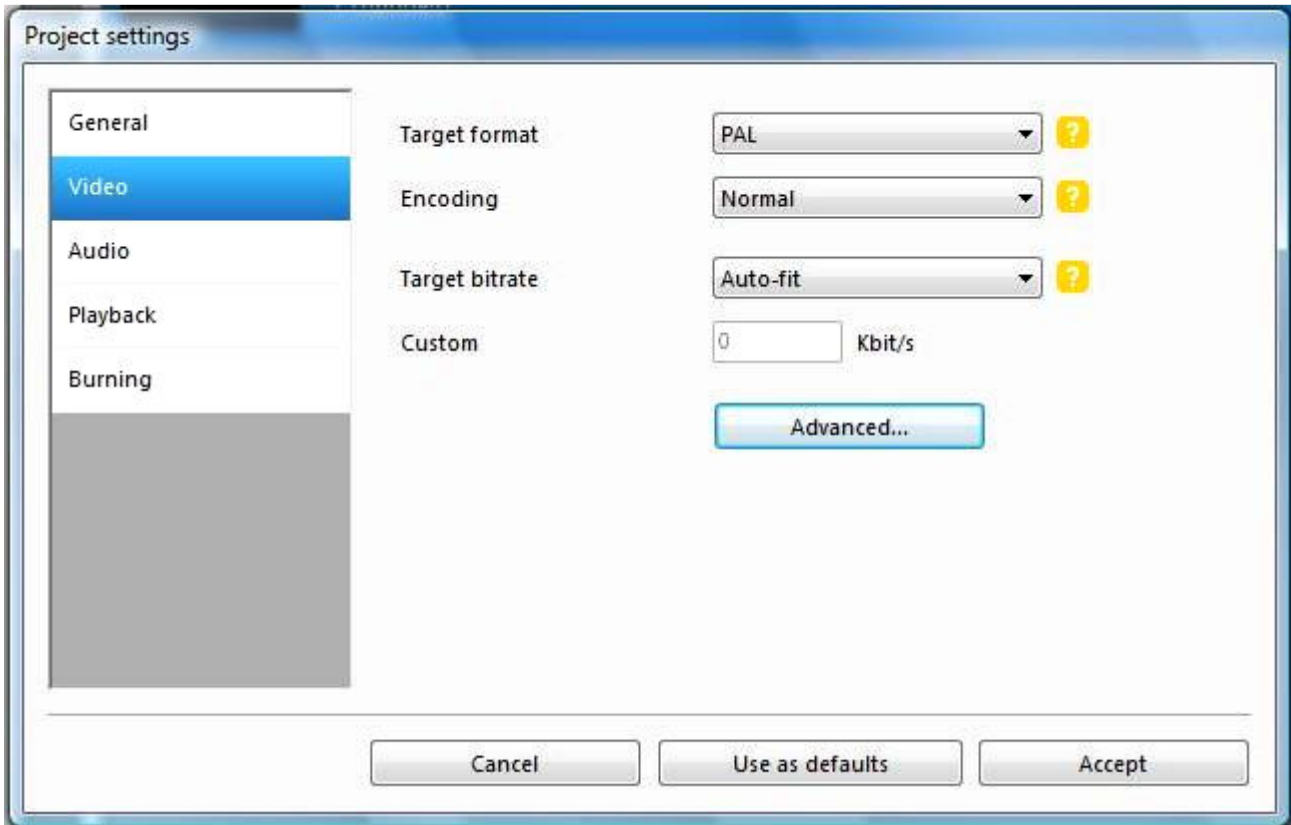 Project settings
General
Video
Audio
Playback
Burning
Target format PAL ?
Encoding Normal ?
Target bitrate Auto-fit ?
Custom 0 Kbit/s
Advanced...
Cancel Use as defaults Accept